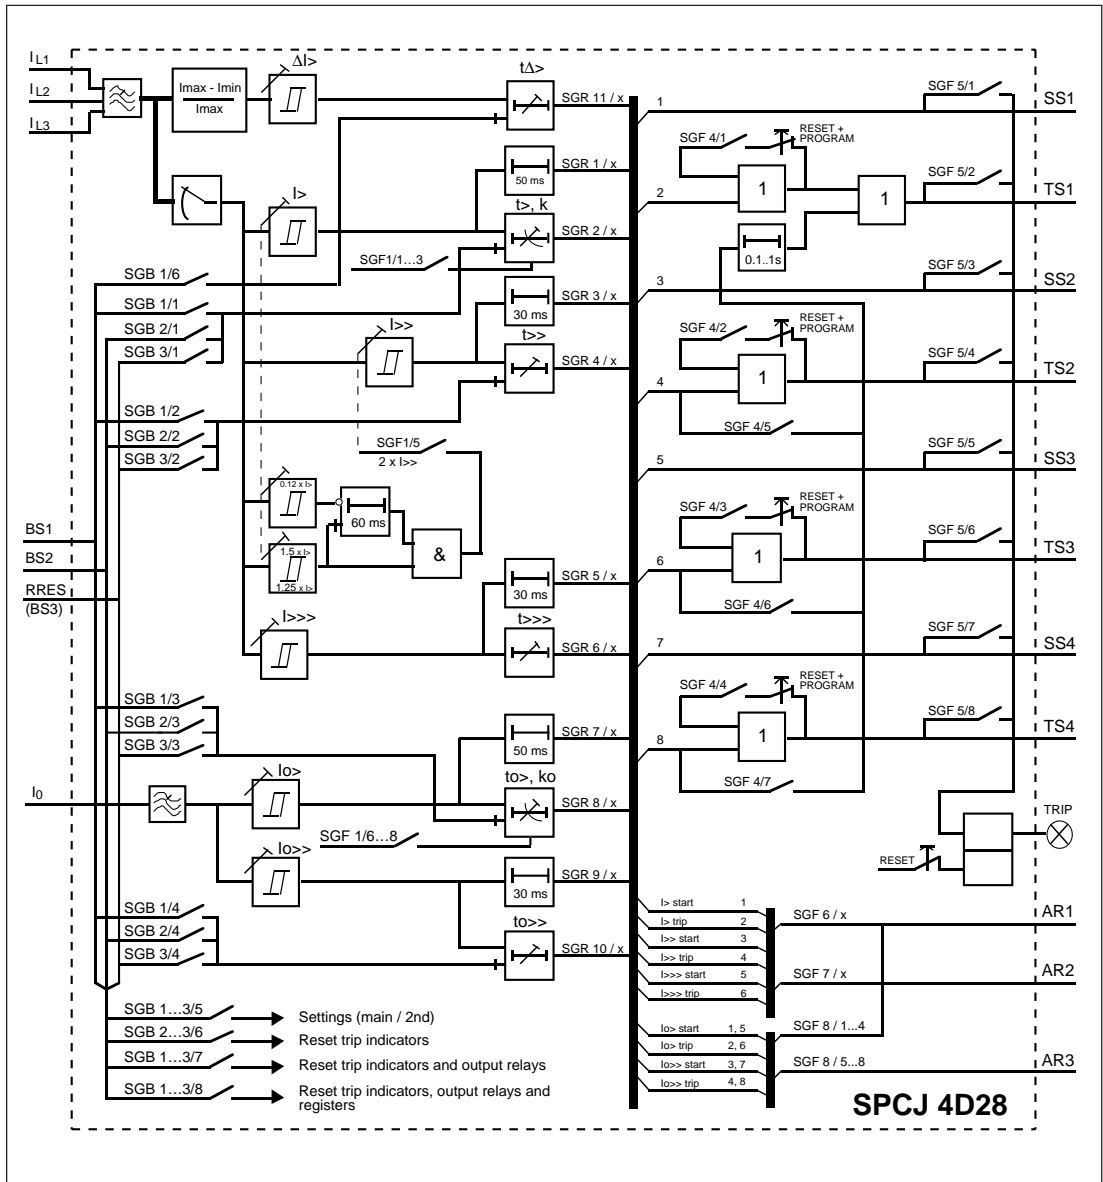 IL1
IL2
IL3
Imax - Imin
Imax
ΔI>
t∆>
SGR 11 / x
50 ms
SGR 1 / x
I>
t>, k
SGR 2 / x
SGF1/1...3
SGB 1/6
SGB 1/1
SGB 2/1
SGB 3/1
30 ms
SGR 3 / x
I>>
t>>
SGR 4 / x
SGB 1/2
SGB 2/2
SGB 3/2
SGF1/5
2 x I>>
0.12 x I>
60 ms
1.5 x I>
1.25 x I>
&
BS1
BS2
RRES
(BS3)
30 ms
SGR 5 / x
I>>>
t>>>
SGR 6 / x
SGB 1/3
SGB 2/3
SGB 3/3
50 ms
SGR 7 / x
I0
Io>
to>, ko
SGR 8 / x
SGF 1/6...8
Io>>
30 ms
SGR 9 / x
to>>
SGR 10 / x
SGB 1/4
SGB 2/4
SGB 3/4
SGB 1...3/5
Settings (main / 2nd)
SGB 2...3/6
Reset trip indicators
SGB 1...3/7
Reset trip indicators and output relays
SGB 1...3/8
Reset trip indicators, output relays and
registers
1
SGF 5/1
SS1
SGF 4/1
RESET +
PROGRAM
2
1
1
SGF 5/2
TS1
0.1..1s
3
SGF 5/3
SS2
SGF 4/2
RESET +
PROGRAM
4
1
SGF 5/4
TS2
SGF 4/5
5
SGF 5/5
SS3
SGF 4/3
RESET +
PROGRAM
6
1
SGF 5/6
TS3
SGF 4/6
7
SGF 5/7
SS4
SGF 4/4
RESET +
PROGRAM
8
1
SGF 5/8
TS4
SGF 4/7
TRIP
RESET
I> start 1
I> trip 2
I>> start 3
I>> trip 4
I>>> start 5
I>>> trip 6
SGF 6 / x
AR1
SGF 7 / x
AR2
Io> start 1, 5
Io> trip 2, 6
Io>> start 3, 7
Io>> trip 4, 8
SGF 8 / 1...4
SGF 8 / 5...8
AR3
SPCJ 4D28